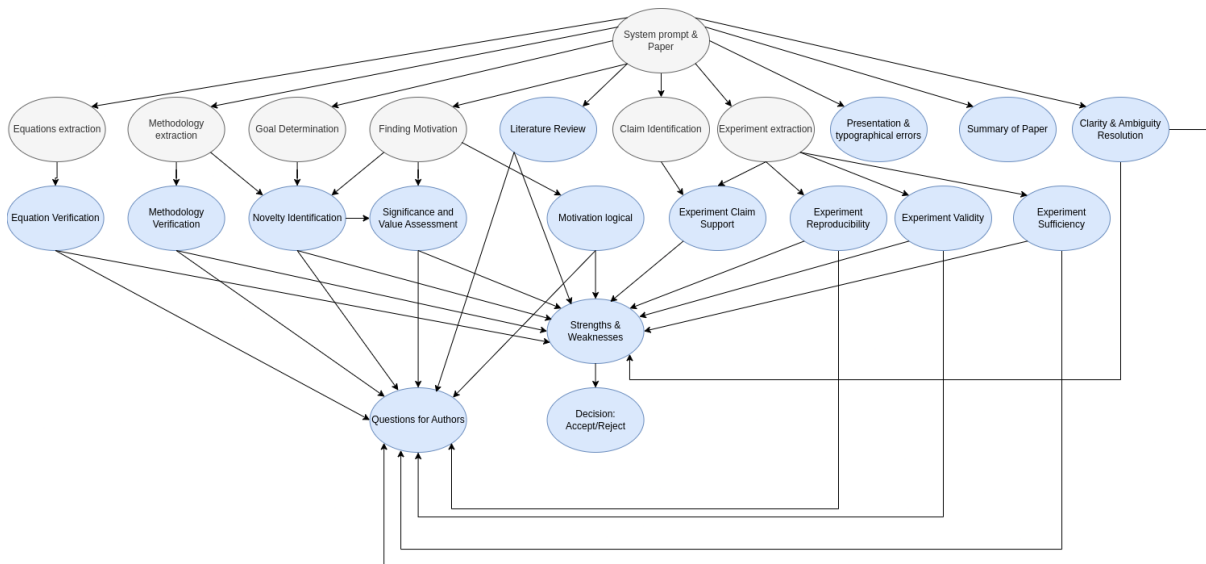 System prompt &
Paper
Equations extraction
Methodology
extraction
Goal Determination
Finding Motivation
Literature Review
Claim Identification
Experiment extraction
Presentation &
typographical errors
Summary of Paper
Clarity & Ambiguity
Resolution
Equation Verification
Methodology
Verification
Novelty Identification
Significance and
Value Assessment
Motivation logical
Experiment Claim
Support
Experiment
Reproducibility
Experiment Validity
Experiment
Sufficiency
Strengths &
Weaknesses
Questions for Authors
Decision:
Accept/Reject